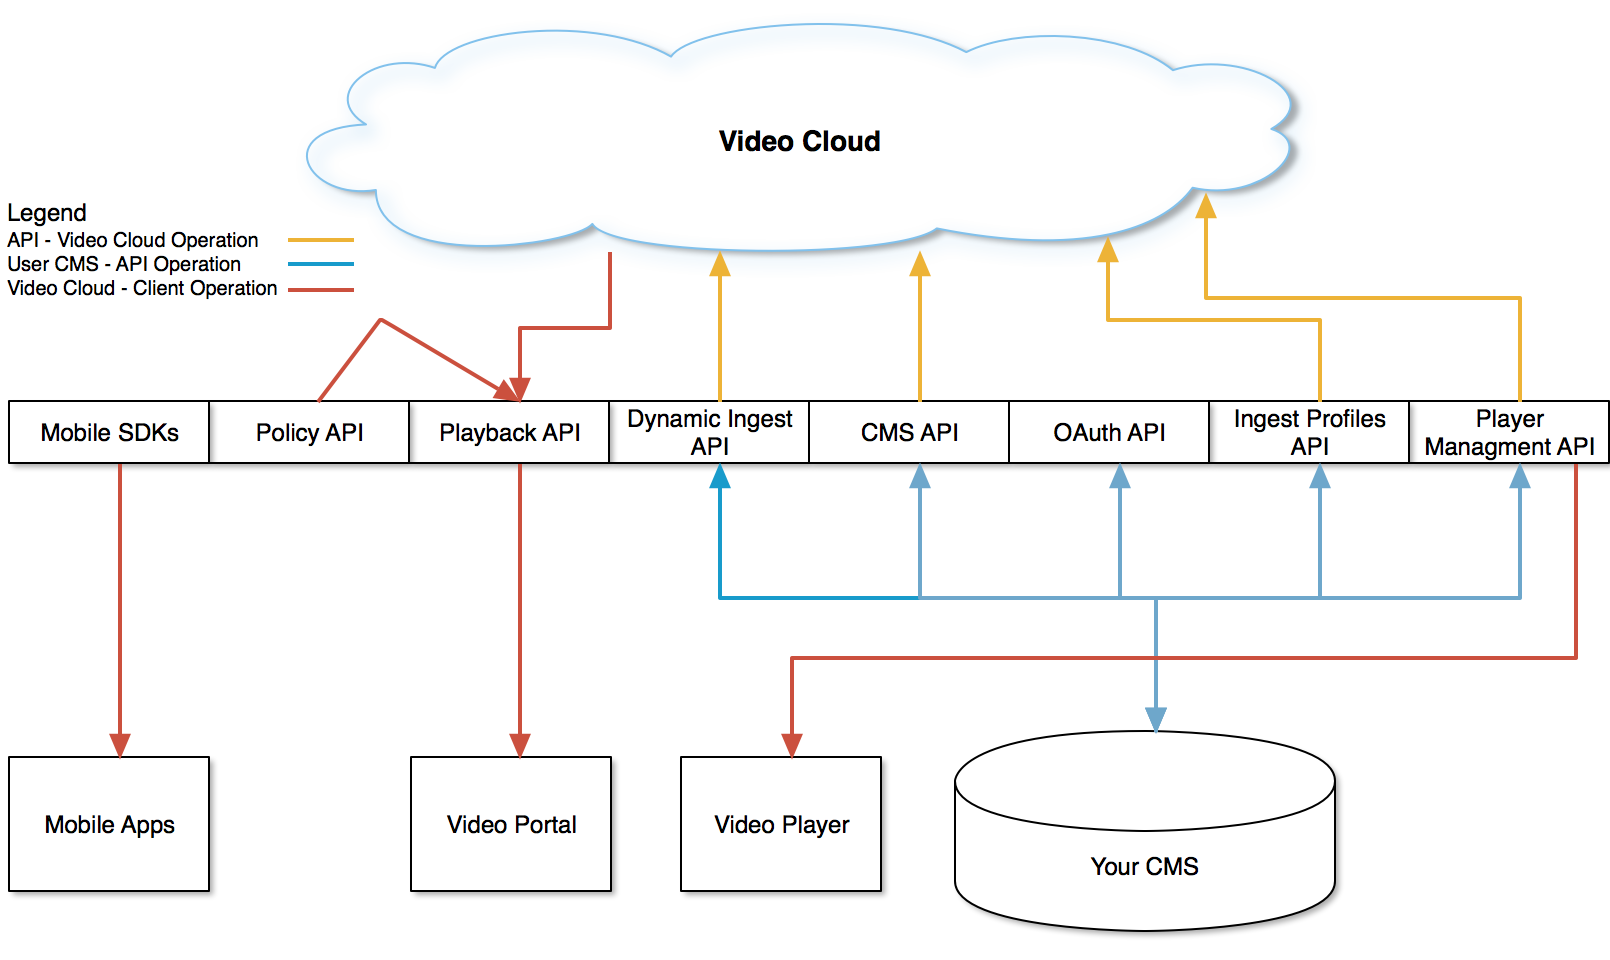 Video Cloud
Legend
API - Video Cloud Operation
User CMS - API Operation
Video Cloud - Client Operation
Mobile SDKs
Policy API
Playback API
Dynamic Ingest
API
CMS API
OAuth API
Ingest Profiles
API
Player
Managment API
Mobile Apps
Video Portal
Video Player
Your CMS